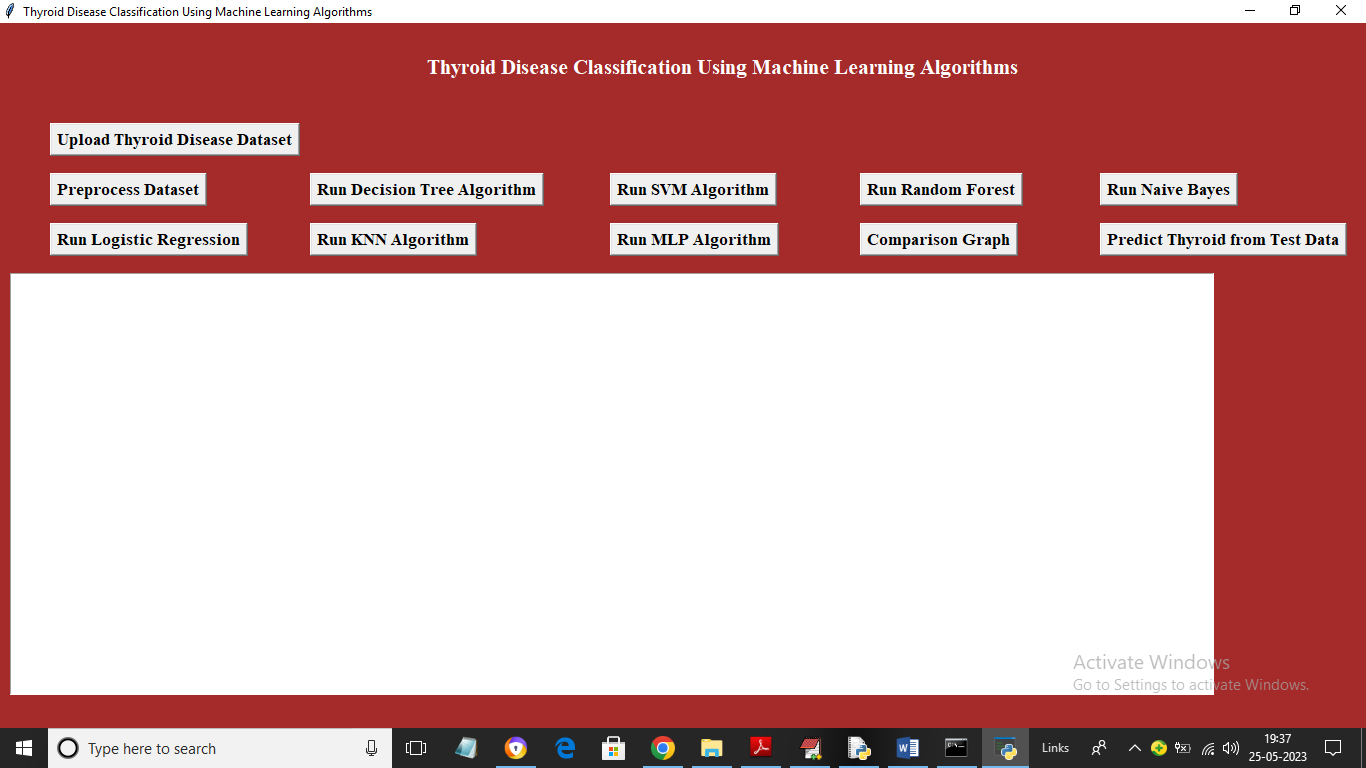 Thyroid Disease Classification Using Machine Learning Algorithms
Thyroid Disease Classification Using Machine Learning Algorithms
Upload Thyroid Disease Dataset
Preprocess Dataset Run Decision Tree Algorithm Run SVM Algorithm Run Random Forest Run Naive Bayes
Run Logistic Regression Run KNN Algorithm Run MLP Algorithm Comparison Graph Predict Thyroid from Test Data
Activate Windows
Go to Settings to activate Windows.
Type here to search Links 19:37
25-05-2023